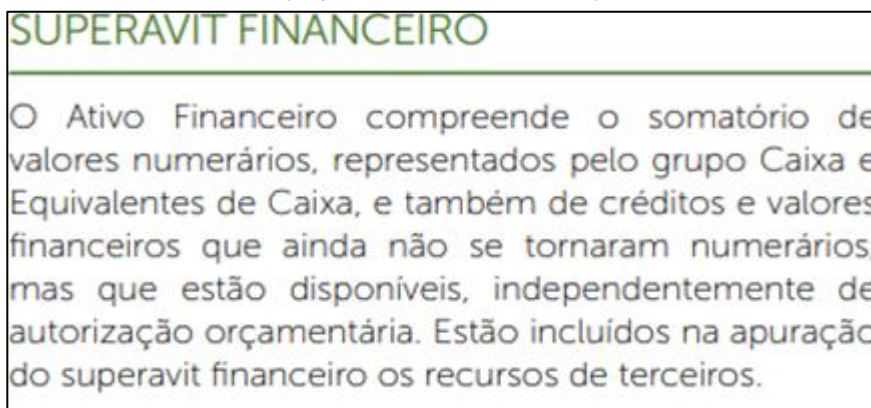 SUPERAVIT FINANCEIRO
O Ativo Financeiro compreende o somatório de
valores numerários, representados pelo grupo Caixa e
Equivalentes de Caixa, e também de créditos e valores
financeiros que ainda não se tornaram numerários,
mas que estão disponíveis, independentemente de
autorização orçamentária. Estão incluídos na apuração
do superavit financeiro os recursos de terceiros.